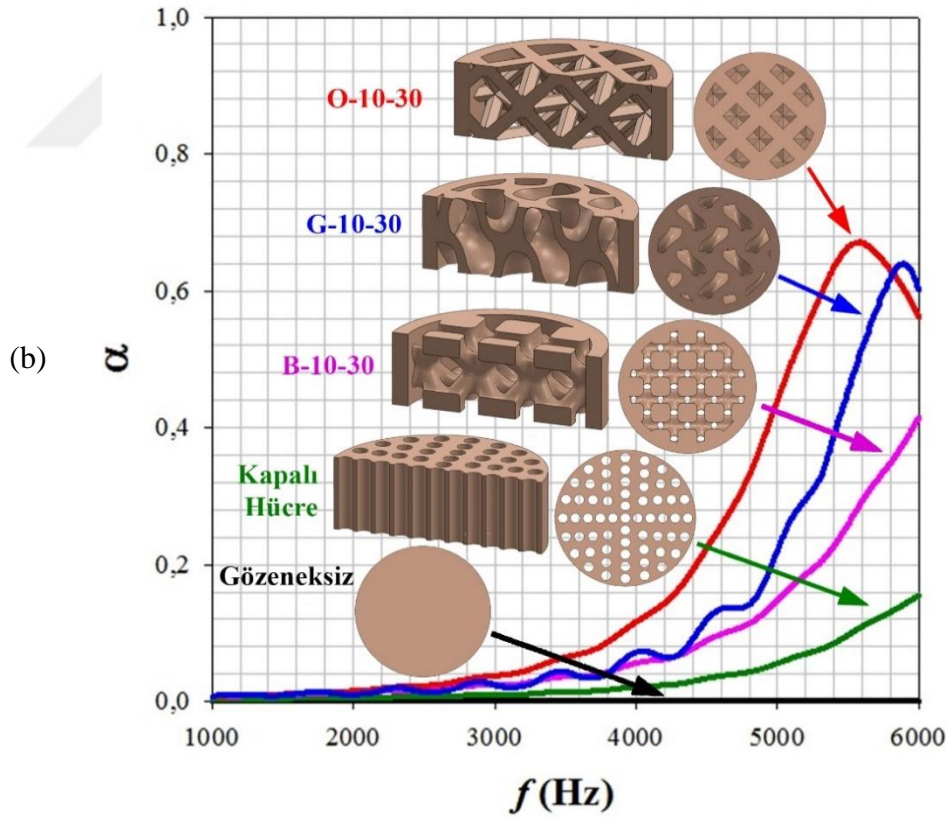 (b)
α
1,0
0,8
0,6
0,4
0,2
0,0
O-10-30
G-10-30
B-10-30
Kapalı
Hücre
Gözeneksiz
1000
2000
3000
4000
5000
6000
f (Hz)